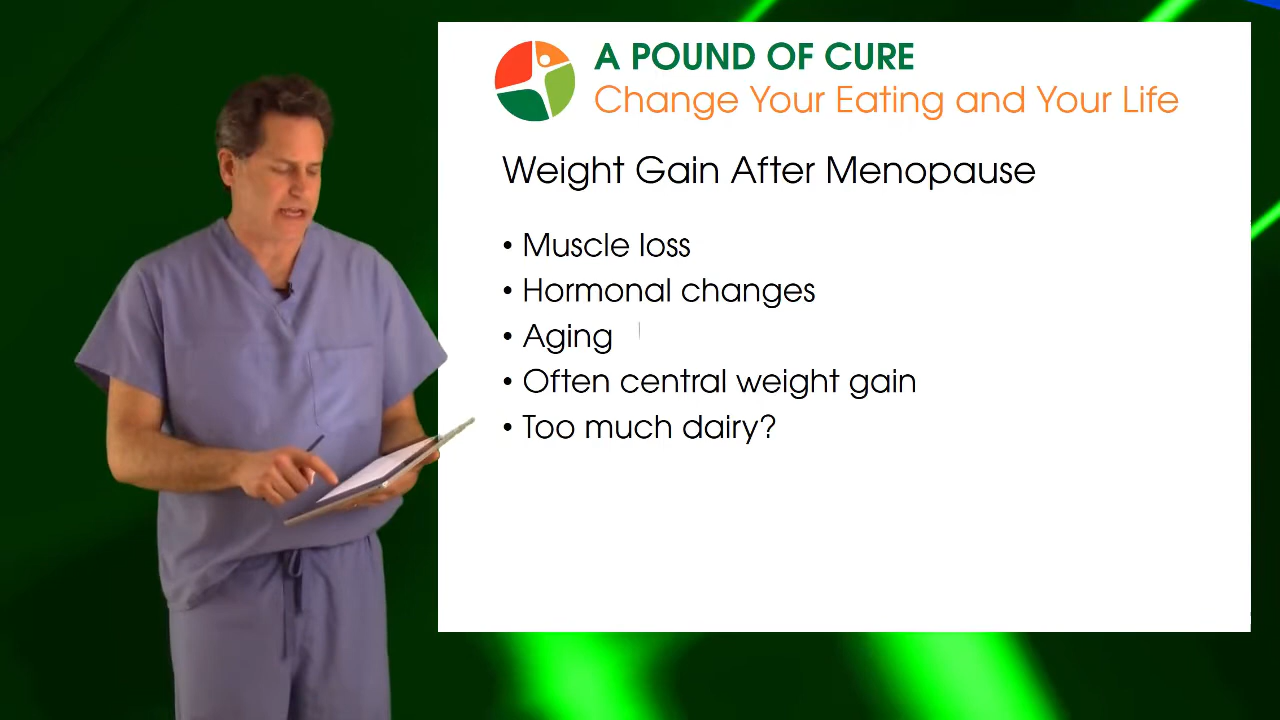 A POUND OF CURE
Change Your Eating and Your Life
Weight Gain After Menopause
• Muscle loss
• Hormonal changes
• Aging
• Often central weight gain
• Too much dairy?